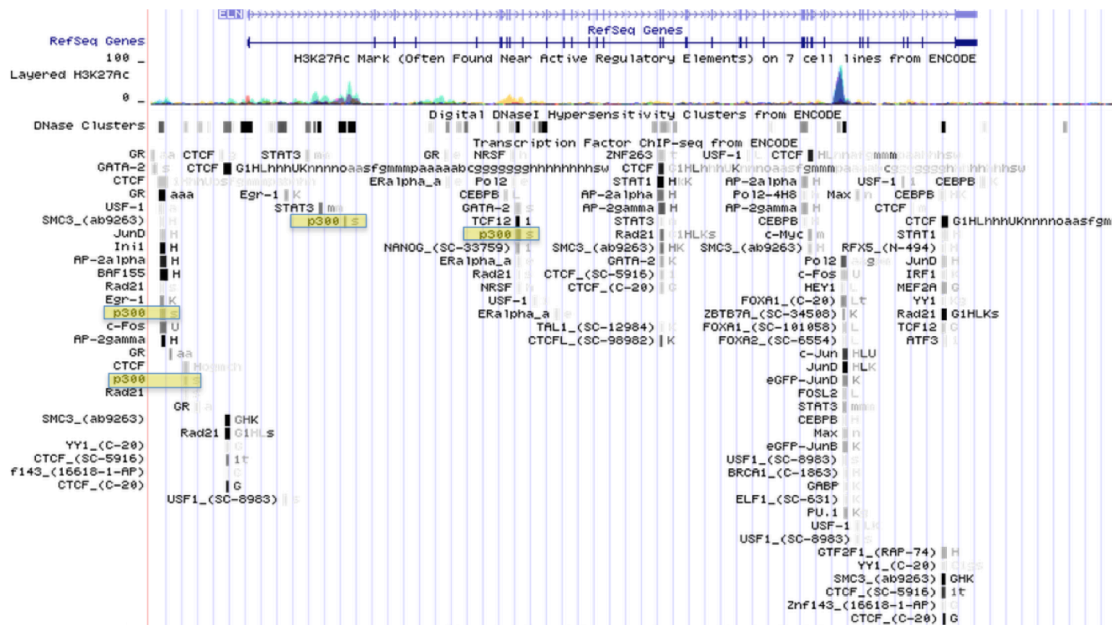 ELN
RefSeq Genes
RefSeq Genes
100 _
H3K27Ac Mark (Often Found Near Active Regulatory Elements) on 7 cell lines from ENCODE
Layered H3K27Ac
0 _
Digital DNaseI Hypersensitivity Clusters from ENCODE
DNase Clusters
Transcription Factor ChIP-seq from ENCODE
GR CTCF STAT3 GR NRSF ZNF263 t USF-1 L CTCF
GATA-2 s CTCF G1HLhhhUKnnnnoaasfgmmmpaaaaabcggggggghhhhhhhsw CTCF
CTCF ERalpha_a Pol2 STAT1 AP-2alpha USF-1 CEBPB K
GR aaa Egr-1 K CEBPB L AP-2alpha H Pol2-4H8 Max n CEBPB
USF-1 STAT3 GATA-2 s AP-2gamma H AP-2gamma CTCF
SMC3_(ab9263) p300 s TCF12 1 STAT3 CEBPB CTCF G1HLhhhUKnnnnoaasfgm
JunD H p300 s Rad21 G1HLKs c-Myc m STAT1
Ini1 H NANOG_(SC-33759) SMC3_(ab9263) HK SMC3_(ab9263) RFX5_(N-494)
AP-2alpha H ERalpha_a GATA-2 K Pol2 JunD H
BAF155 H Rad21 CTCF_(SC-5916) c-Fos U IRF1
Rad21 NRSF CTCF_(C-20) HEY1 L MEF2A G
Egr-1 K USF-1 FOXA1_(C-20) Lt YY1
p300 s ERalpha_a TAL1_(SC-12984) ZBTB7A_(SC-34508) K Rad21 G1HLKs
c-Fos U CTCFL_(SC-98982) K FOXA1_(SC-101058) L TCF12 G
AP-2gamma H FOXA2_(SC-6554) L ATF3
GR aa c-Jun HLU
CTCF JunD HLK
p300 eGFP-JunD K
Rad21 FOSL2 L
GR STAT3 mmm
SMC3_(ab9263) GHK CEBPB H
Rad21 G1HLs Max n
YY1_(C-20) G eGFP-JunB K
CTCF_(SC-5916) it USF1_(SC-8983)
f143_(16618-1-AP) BRCA1_(C-1863) H
CTCF_(C-20) G GABP K
USF1_(SC-8983) ELF1_(SC-631) K
PU.1
USF-1 LK
USF1_(SC-8983)
GTF2F1_(RAP-74) H
YY1_(C-20)
SMC3_(ab9263) GHK
CTCF_(SC-5916) it
Znf143_(16618-1-AP)
CTCF_(C-20) G